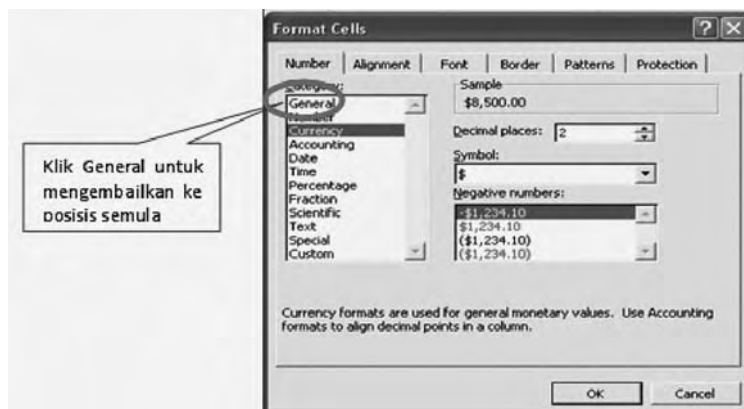 Format Cells
Number Alignment Font Border Patterns Protection
Category:
General
Number
Currency
Accounting
Date
Time
Percentage
Fraction
Scientific
Text
Special
Custom
Sample
$8,500.00
Decimal places: 2
Symbol:
$
Negative numbers:
-$1,234.10
$1,234.10
($1,234.10)
($1,234.10)
Klik General untuk
mengembailkan ke
posisis semula
Currency formats are used for general monetary values. Use Accounting
formats to align decimal points in a column.
OK Cancel